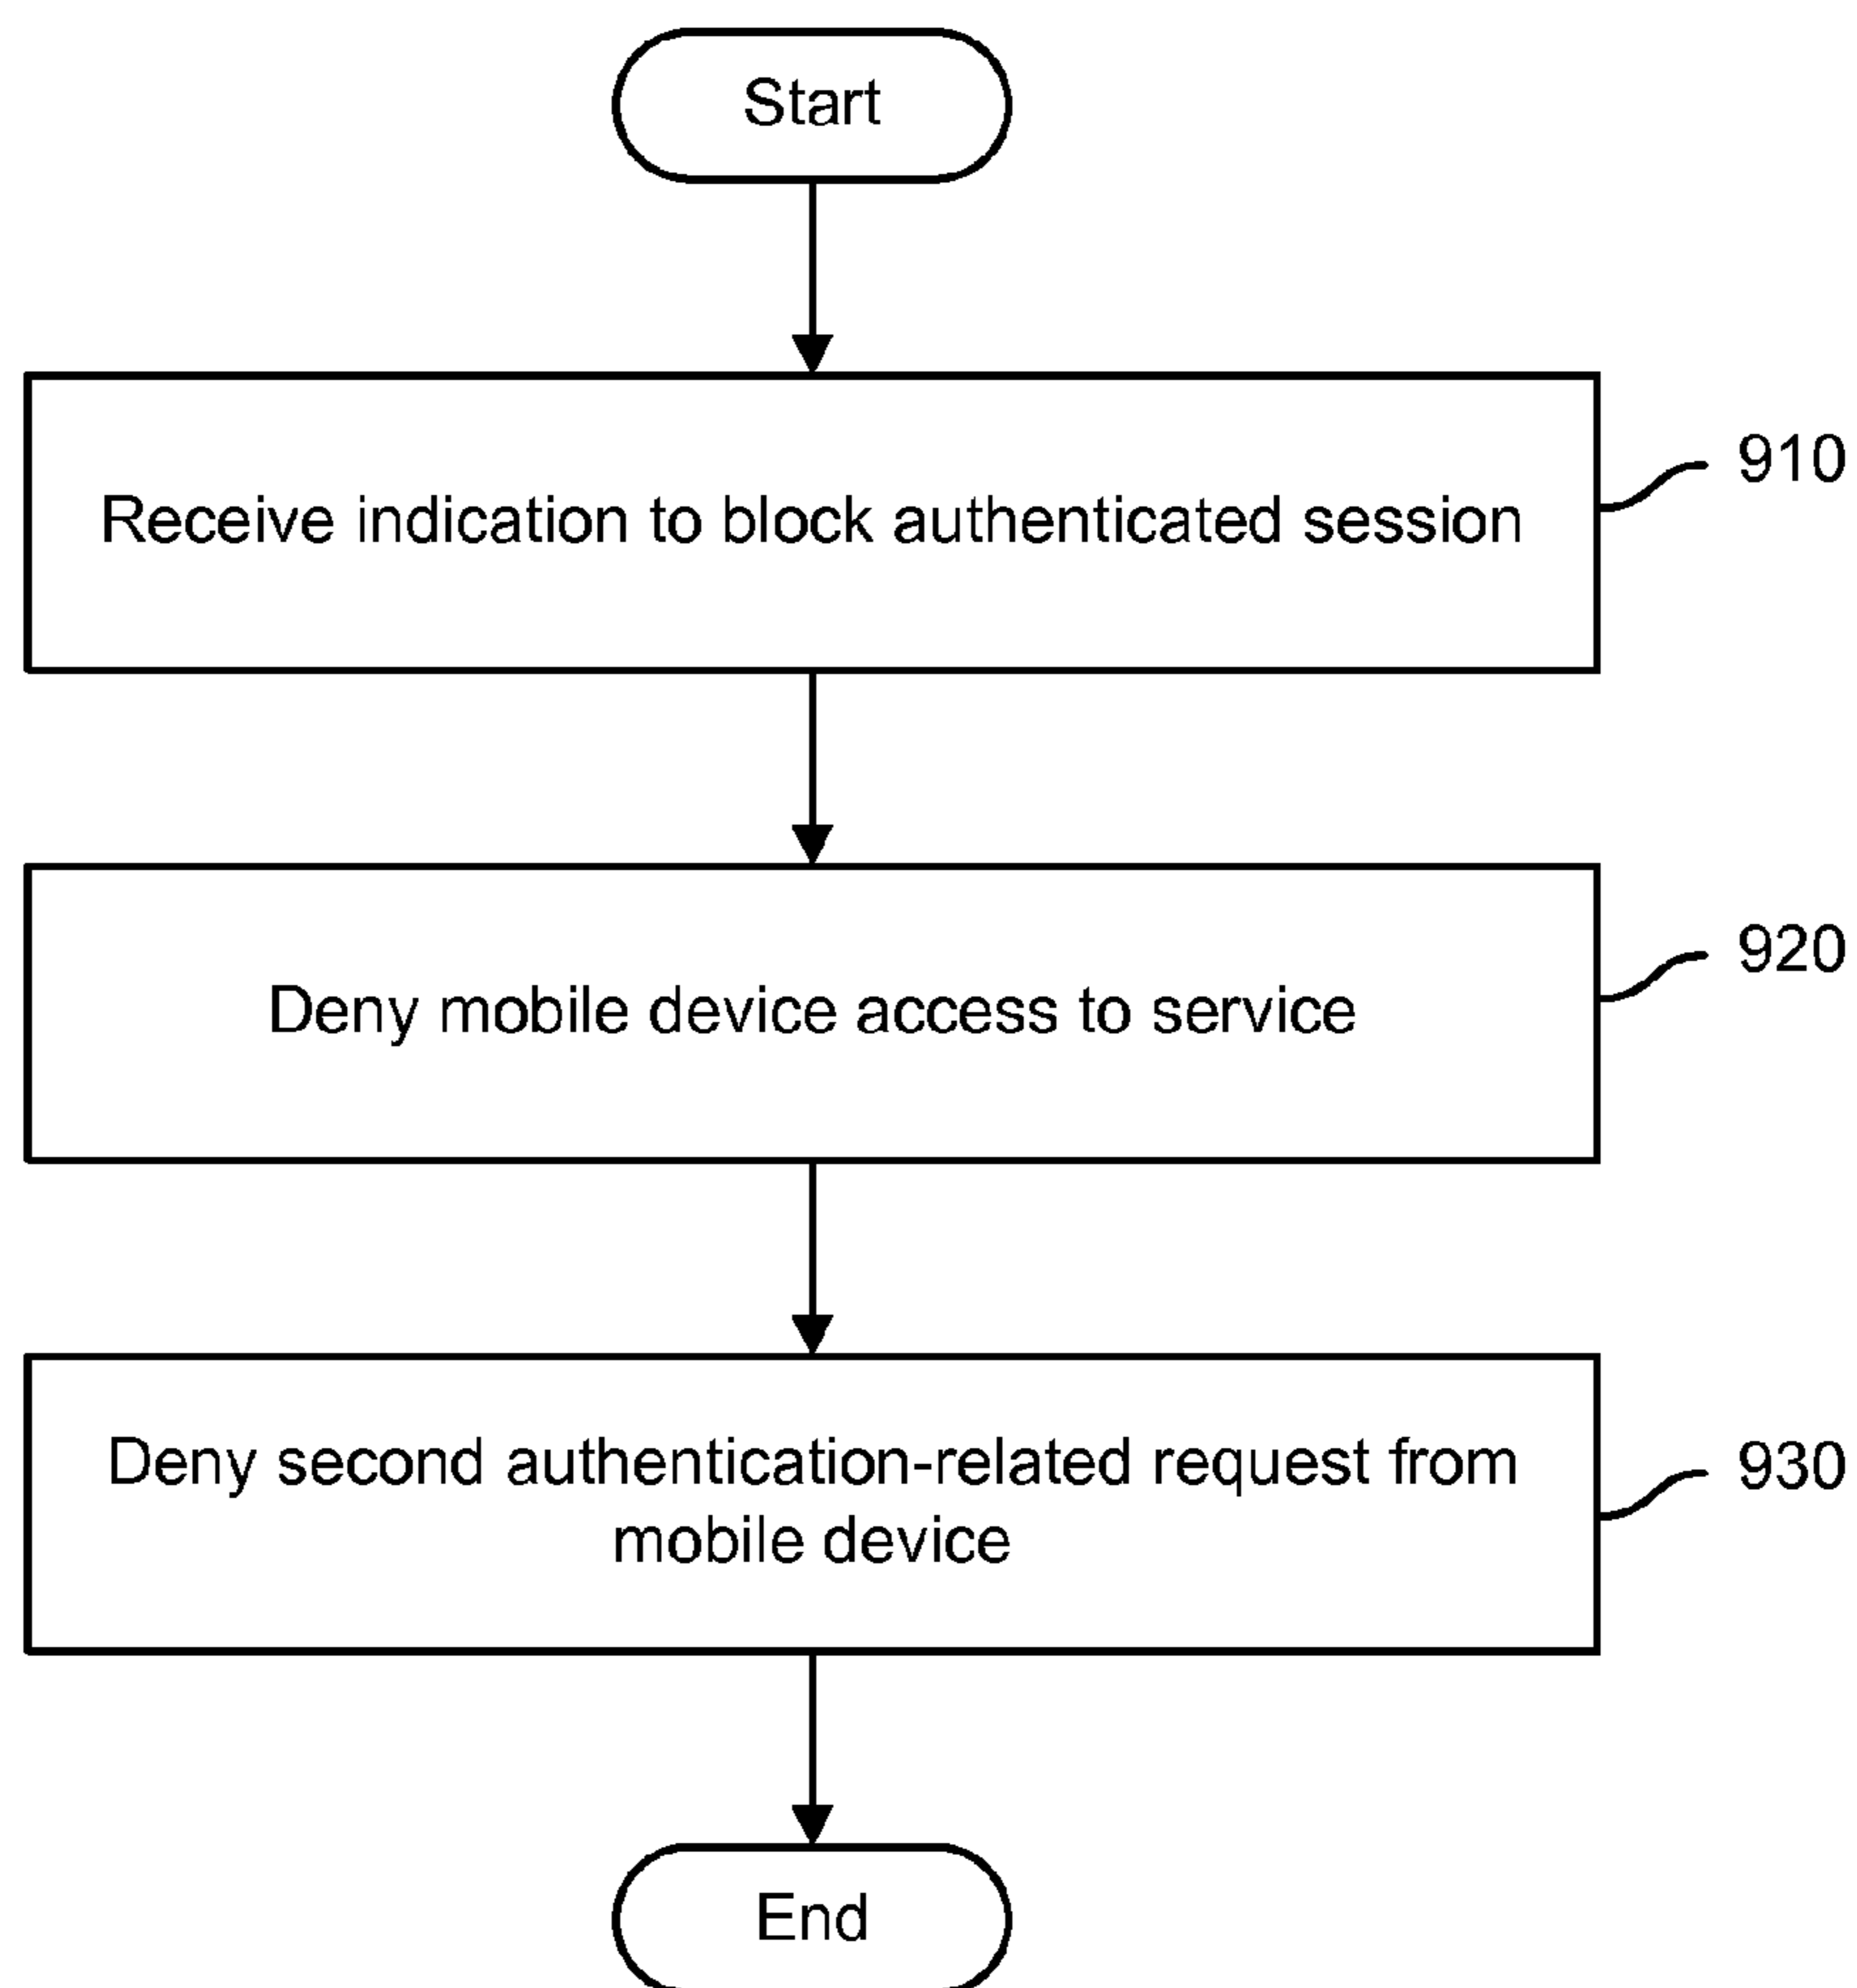 Start
Receive indication to block authenticated session
910
Deny mobile device access to service
920
Deny second authentication-related request from
mobile device
930
End